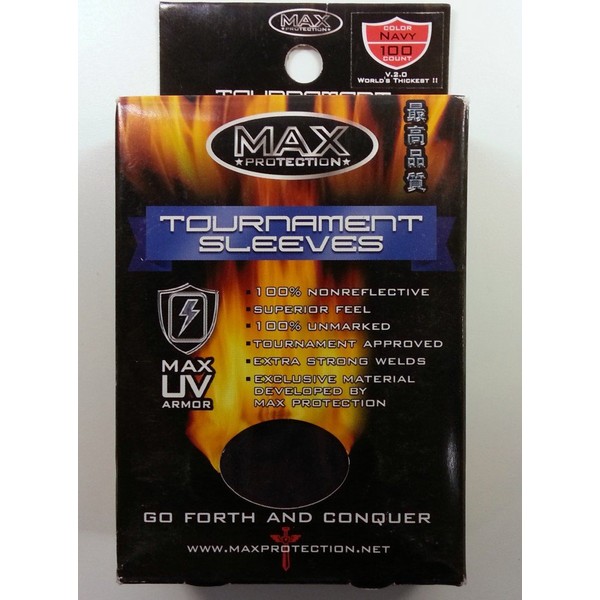 MAX
PROTECTION
COLOR
NAVY
100
COUNT
V.2.0
WORLD'S THICKEST !!
TOURNAMENT
MAX
★PROTECTION★
最高品質
TOURNAMENT
SLEEVES
▪ 100% NONREFLECTIVE
▪ SUPERIOR FEEL
▪ 100% UNMARKED
▪ TOURNAMENT APPROVED
▪ EXTRA STRONG WELDS
▪ EXCLUSIVE MATERIAL
DEVELOPED BY
MAX PROTECTION
MAX
UV
ARMOR
GO FORTH AND CONQUER
WWW.MAXPROTECTION.NET